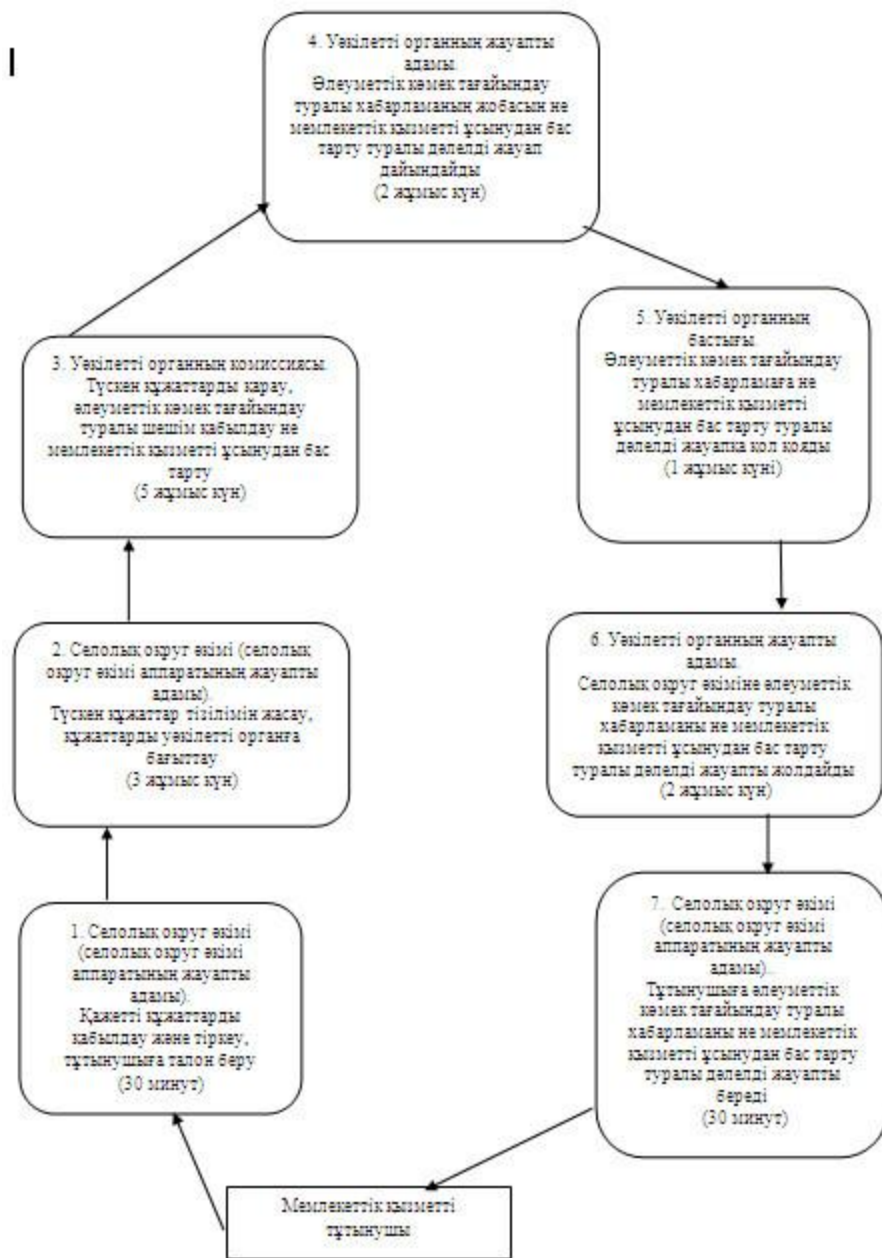 4. Уәкілетті органның жауапты
адамы.
Әлеуметтік көмек тағайындау
туралы хабарламаның жобасын не
мемлекеттік қызметті ұсынудан бас
тарту туралы дәлелді жауап
дайындайды
(2 жұмыс күн)
3. Уәкілетті органның комиссиясы.
Түскен құжаттарды қарау,
әлеуметтік көмек тағайындау
туралы шешім қабылдау не
мемлекеттік қызметті ұсынудан бас
тарту
(5 жұмыс күн)
5. Уәкілетті органның
бастығы.
Әлеуметтік көмек тағайындау
туралы хабарламаға не
мемлекеттік қызметті
ұсынудан бас тарту туралы
дәлелді жауапқа қол қояды
(1 жұмыс күні)
2. Селолық округ әкімі (селолық
округ әкімі аппаратының жауапты
адамы).
Түскен құжаттар тізілімін жасау,
құжаттарды уәкілетті органға
бағыттау
(3 жұмыс күн)
6. Уәкілетті органның жауапты
адамы.
Селолық округ әкіміне әлеуметтік
көмек тағайындау туралы
хабарламаны не мемлекеттік
қызметті ұсынудан бас тарту
туралы дәлелді жауапты жолдайды
(2 жұмыс күн)
1. Селолық округ әкімі
(селолық округ әкімі
аппаратының жауапты
адамы).
Қажетті құжаттарды
қабылдау және тіркеу,
тұтынушыға талон беру
(30 минут)
7. Селолық округ әкімі
(селолық округ әкімі
аппаратының жауапты
адамы)..
Тұтынушыға әлеуметтік
көмек тағайындау туралы
хабарламаны не мемлекеттік
қызметті ұсынудан бас тарту
туралы дәлелді жауапты
береді
(30 минут)
Мемлекеттік қызметті
тұтынушы